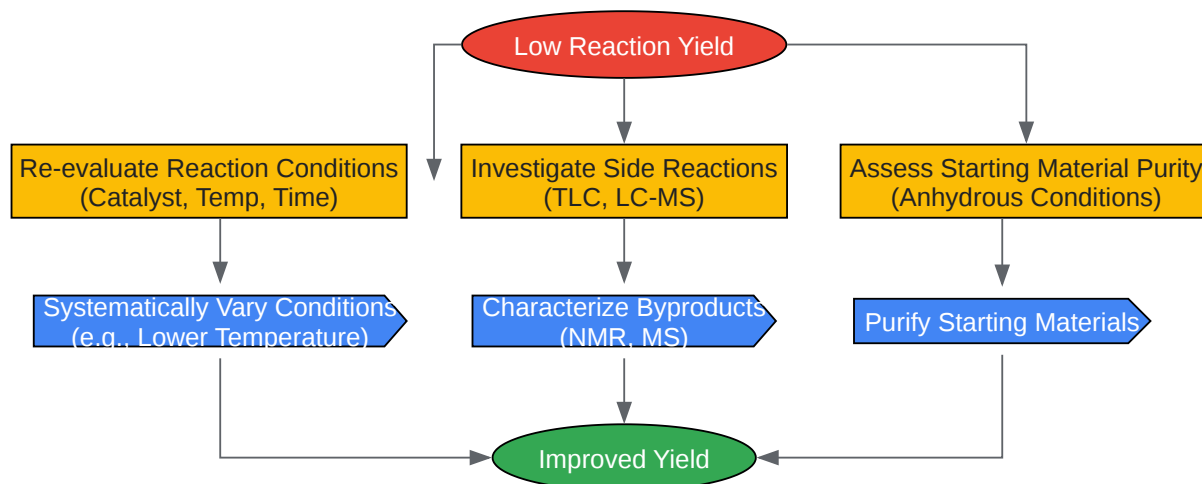 Low Reaction Yield
Re-evaluate Reaction Conditions
(Catalyst, Temp, Time)
Investigate Side Reactions
(TLC, LC-MS)
Assess Starting Material Purity
(Anhydrous Conditions)
Systematically Vary Conditions
(e.g., Lower Temperature)
Characterize Byproducts
(NMR, MS)
Purify Starting Materials
Improved Yield